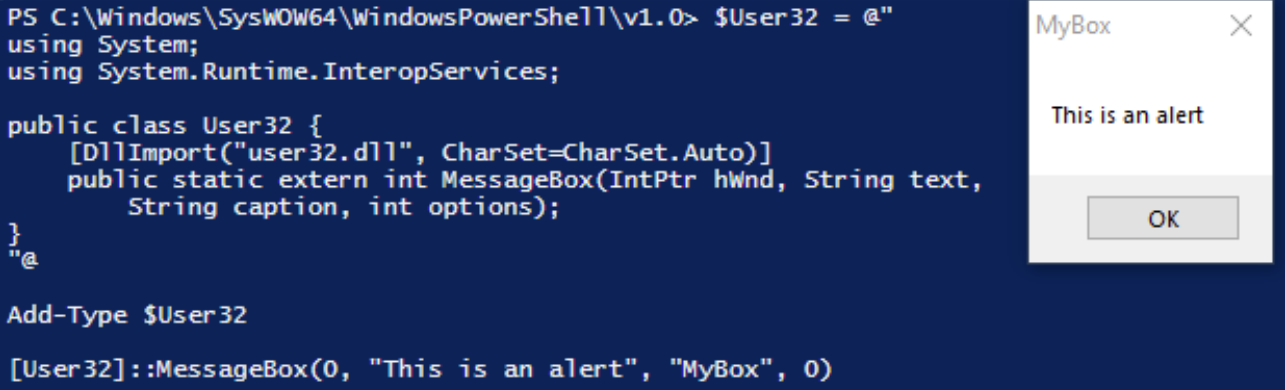 PS C:\Windows\SysWOW64\WindowsPowerShell\v1.0> $User32 = @"
using System;
using System.Runtime.InteropServices;

public class User32 {
    [DllImport("user32.dll", CharSet=CharSet.Auto)]
    public static extern int MessageBox(IntPtr hWnd, String text,
        String caption, int options);
}
"@

Add-Type $User32

[User32]::MessageBox(0, "This is an alert", "MyBox", 0)
MyBox
This is an alert
OK